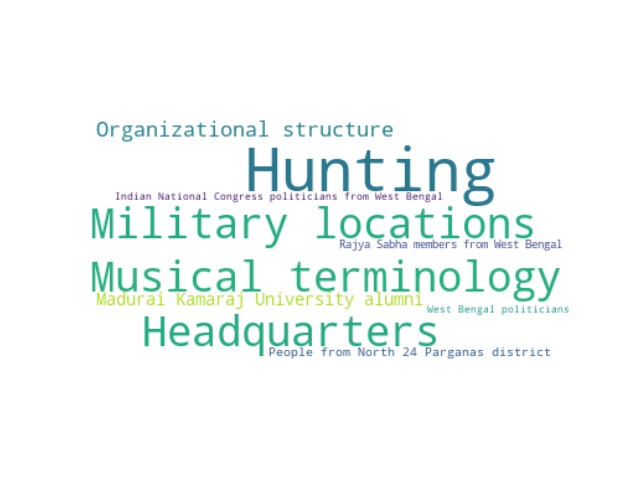 Organizational structure
Hunting
Indian National Congress politicians from West Bengal
Military locations
Rajya Sabha members from West Bengal
Musical terminology
Madurai Kamaraj University alumni
West Bengal politicians
Headquarters
People from North 24 Parganas district